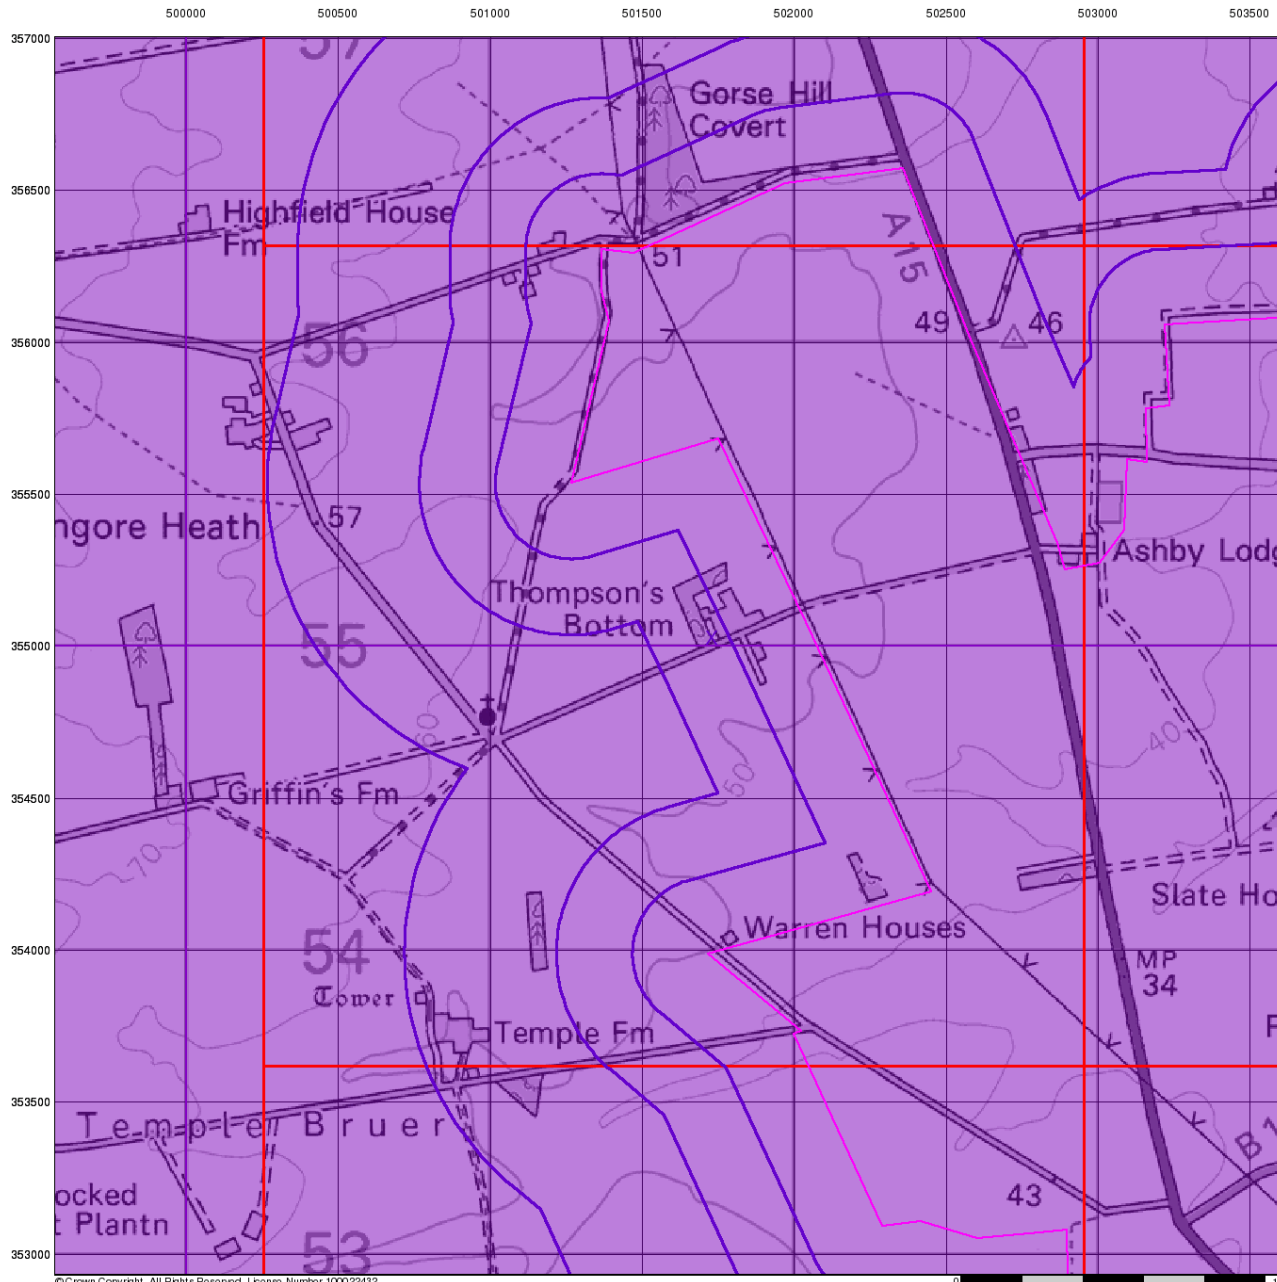 500000 500500 501000 501500 502000 502500 503000 503500
357000
57
Gorse Hill
Covert
356500
Highfield House
Fm
51
A 15
49
46
356000
56
355500
57
ngore Heath
Ashby Lodg
Thompson's
Bottom
355000
55
60
40
50
354500
Griffin's Fm
70
Slate Ho
Warren Houses
354000
54
MP
34
Tower
Temple Fm
353500
Temple Bruer
B 1
ocked
t Plantn
43
353000
53
© Crown Copyright. All Rights Reserved. License Number 100022432
0